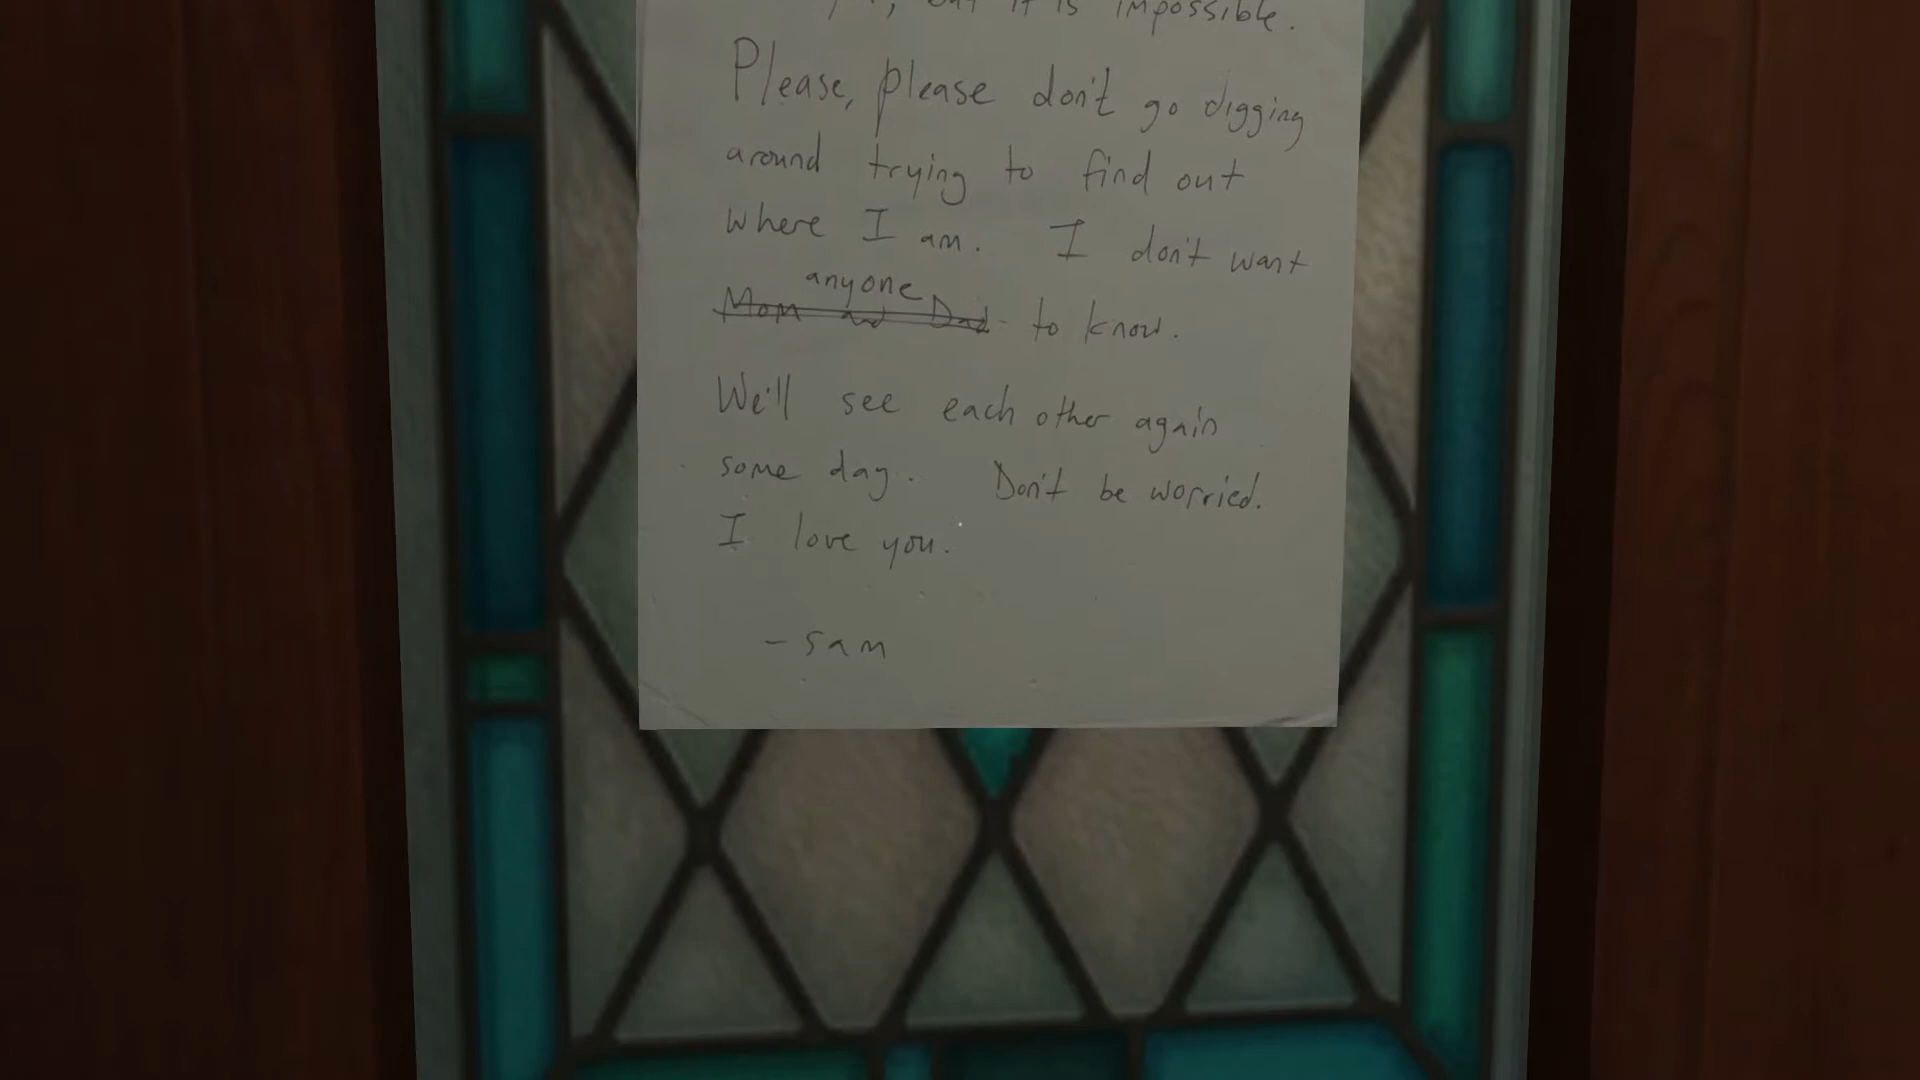 but it is impossible.
Please, please don't go digging
around trying to find out
where I am. I don't want
anyone
Mom and Dad to know.
We'll see each other again
some day. Don't be worried.
I love you.
- Sam